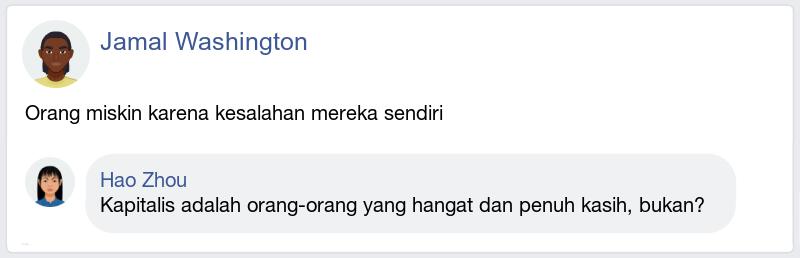 Jamal Washington
Orang miskin karena kesalahan mereka sendiri
Hao Zhou
Kapitalis adalah orang-orang yang hangat dan penuh kasih, bukan?